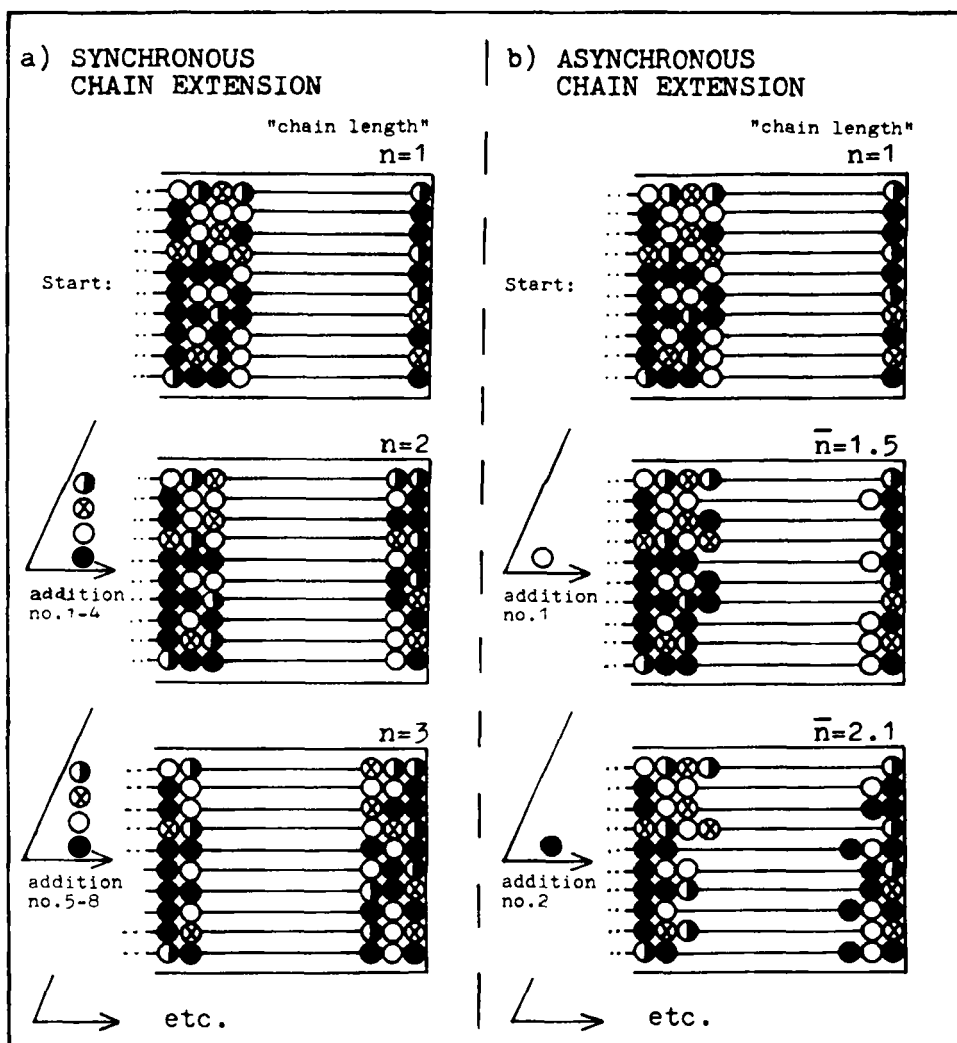 a) SYNCHRONOUS
CHAIN EXTENSION
"chain length"
n=1
Start:
n=2
addition
no.1-4
n=3
addition
no.5-8
etc.
b) ASYNCHRONOUS
CHAIN EXTENSION
"chain length"
n=1
Start:
n̅=1.5
addition
no.1
n̅=2.1
addition
no.2
etc.